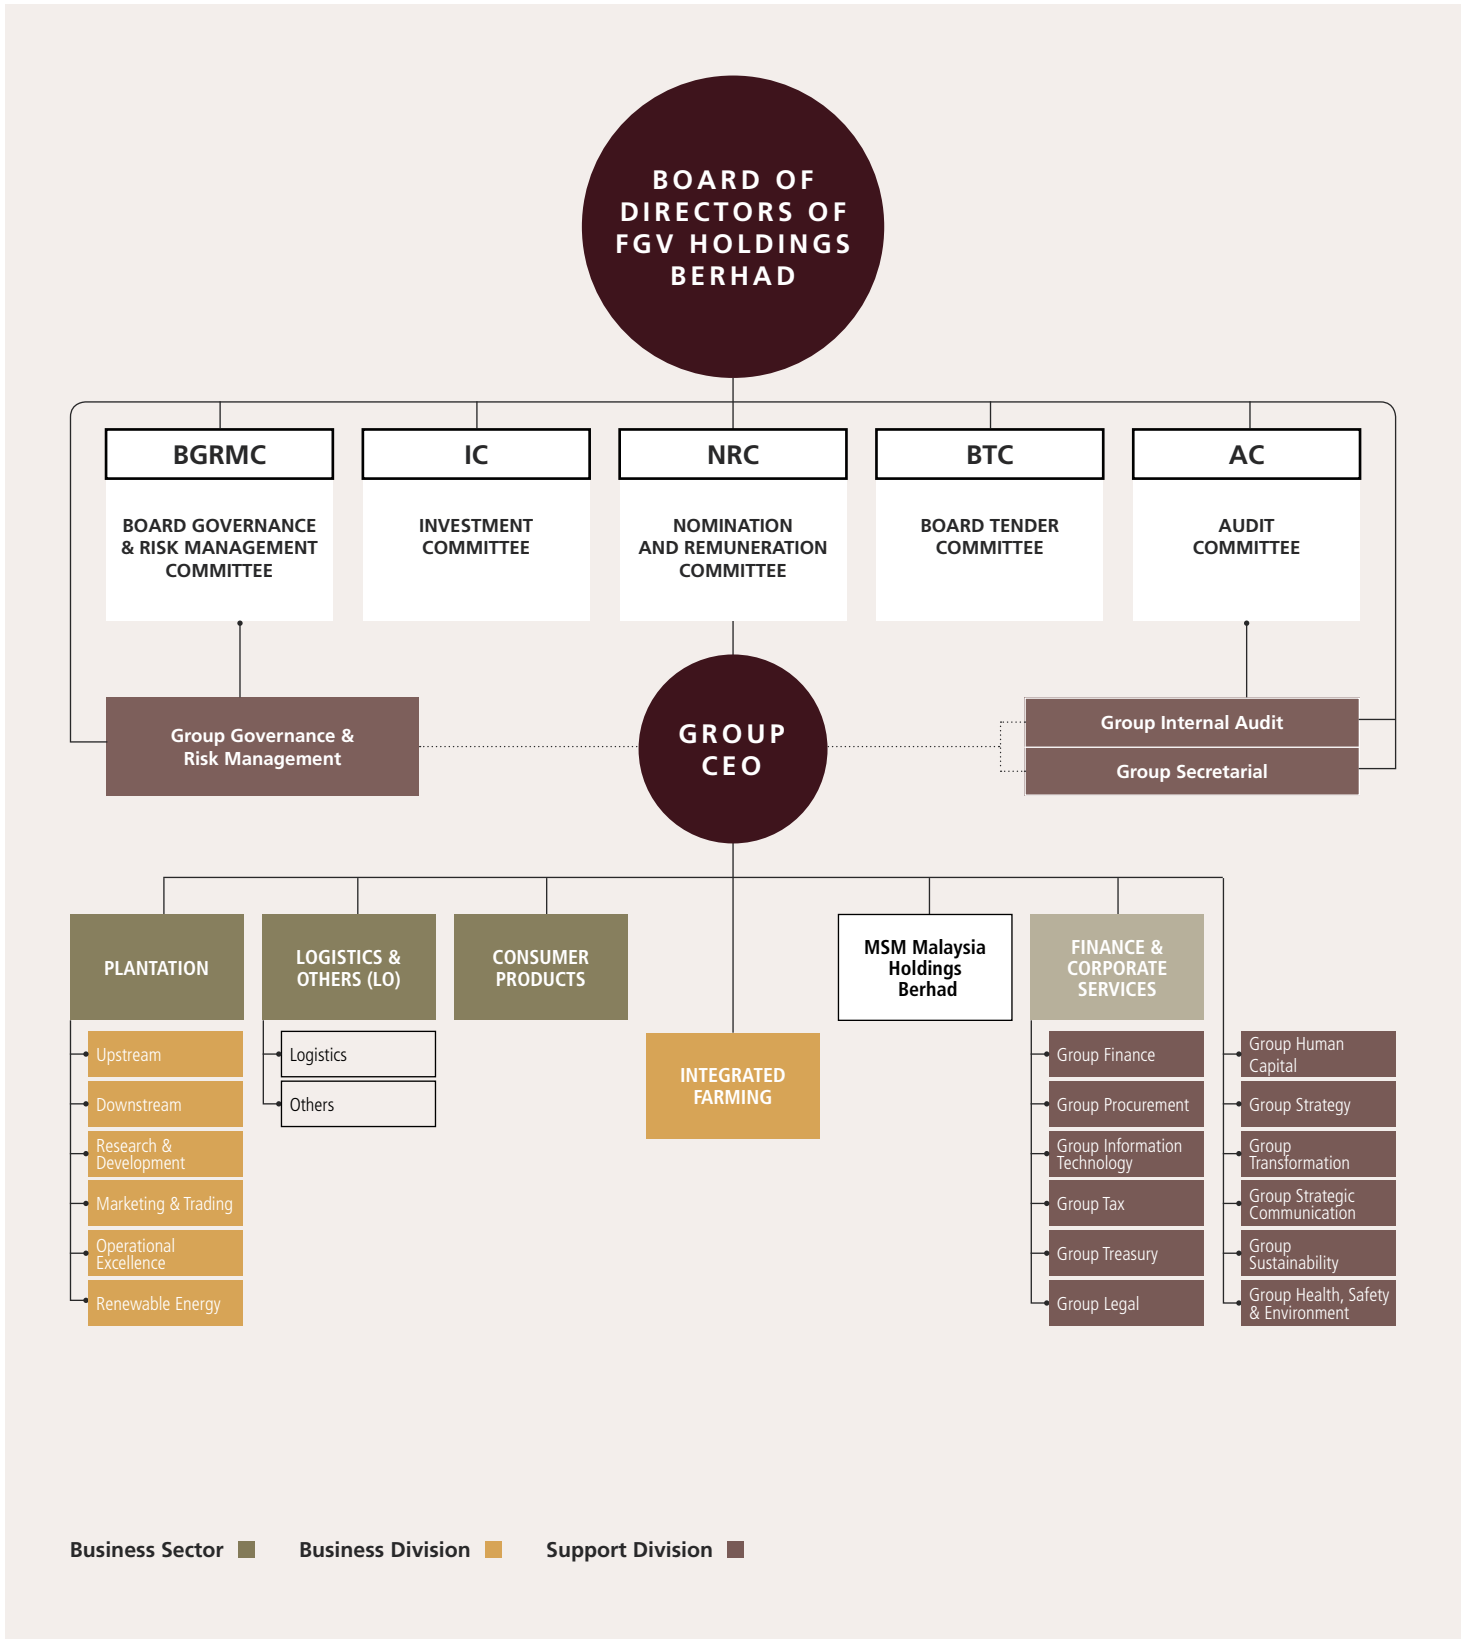 BOARD OF
DIRECTORS OF
FGV HOLDINGS
BERHAD
BGRMC
BOARD GOVERNANCE
& RISK MANAGEMENT
COMMITTEE
IC
INVESTMENT
COMMITTEE
NRC
NOMINATION
AND REMUNERATION
COMMITTEE
BTC
BOARD TENDER
COMMITTEE
AC
AUDIT
COMMITTEE
Group Governance &
Risk Management
GROUP
CEO
Group Internal Audit
Group Secretarial
PLANTATION
Upstream
Downstream
Research &
Development
Marketing & Trading
Operational
Excellence
Renewable Energy
LOGISTICS &
OTHERS (LO)
Logistics
Others
CONSUMER
PRODUCTS
INTEGRATED
FARMING
MSM Malaysia
Holdings
Berhad
FINANCE &
CORPORATE
SERVICES
Group Finance
Group Procurement
Group Information
Technology
Group Tax
Group Treasury
Group Legal
Group Human
Capital
Group Strategy
Group
Transformation
Group Strategic
Communication
Group
Sustainability
Group Health, Safety
& Environment
Business Sector
Business Division
Support Division